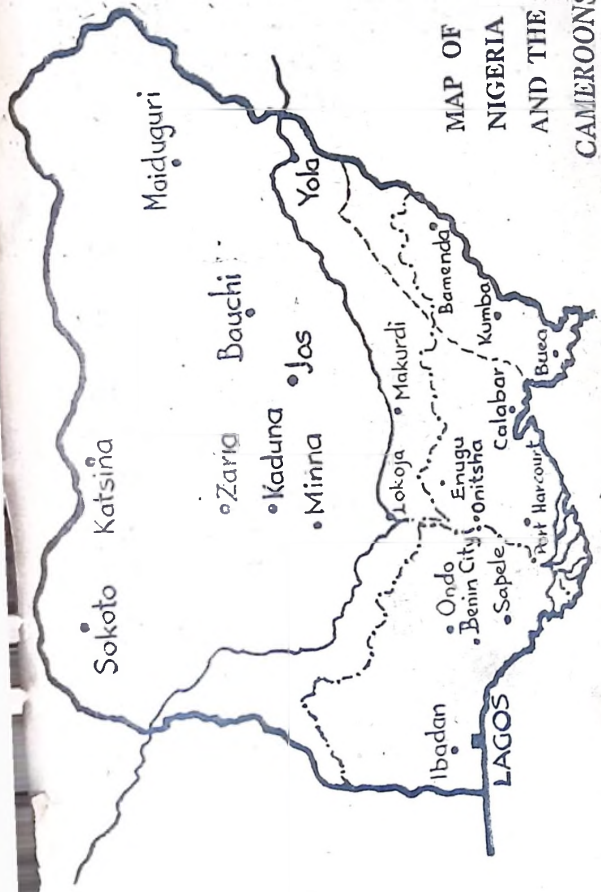 Sokoto
Katsina
Maiduguri
Zaria
Bauchi
Kaduna
Jos
Yola
Minna
Lokoja
Makurdi
Ibadan
Ondo
Enugu
Bamenda
Benin City
Onitsha
Kumba
Sapele
LAGOS
Calabar
Port Harcourt
Buea
MAP OF
NIGERIA
AND THE
CAMEROONS